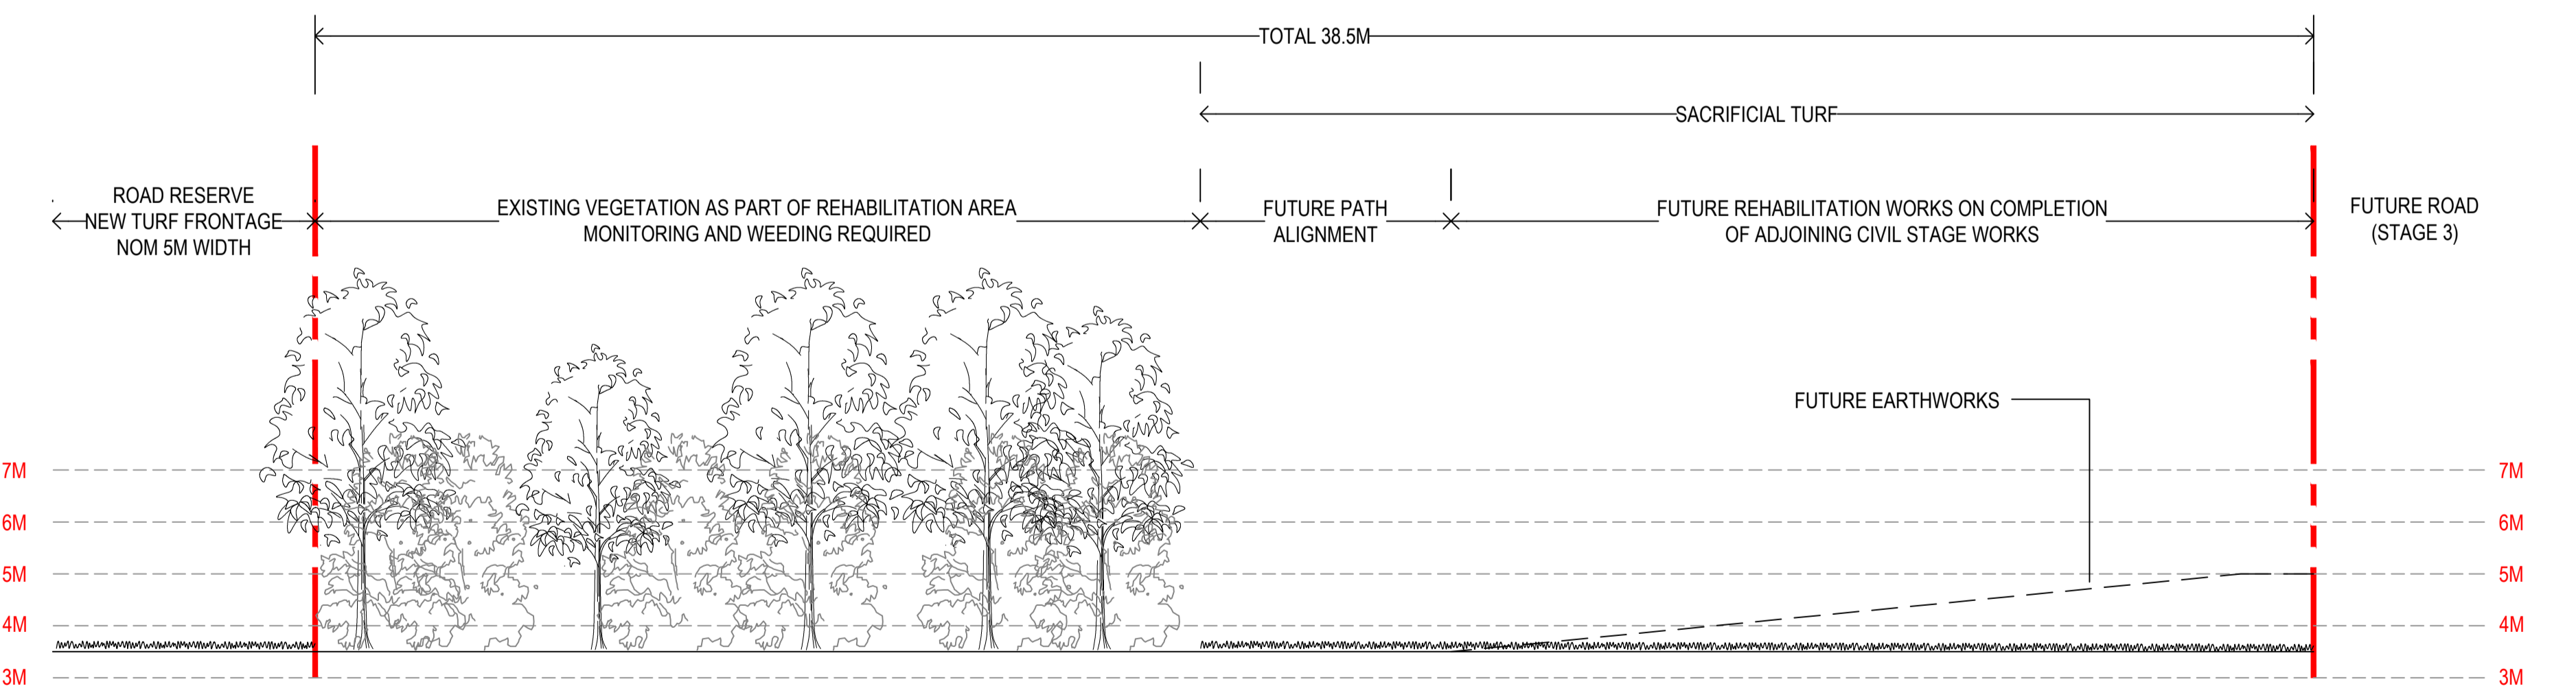 TOTAL 38.5M
SACRIFICIAL TURF
ROAD RESERVE
NEW TURF FRONTAGE
NOM 5M WIDTH
EXISTING VEGETATION AS PART OF REHABILITATION AREA
MONITORING AND WEEDING REQUIRED
FUTURE PATH
ALIGNMENT
FUTURE REHABILITATION WORKS ON COMPLETION
OF ADJOINING CIVIL STAGE WORKS
FUTURE ROAD
(STAGE 3)
FUTURE EARTHWORKS
7M
7M
6M
6M
5M
5M
4M
4M
3M
3M